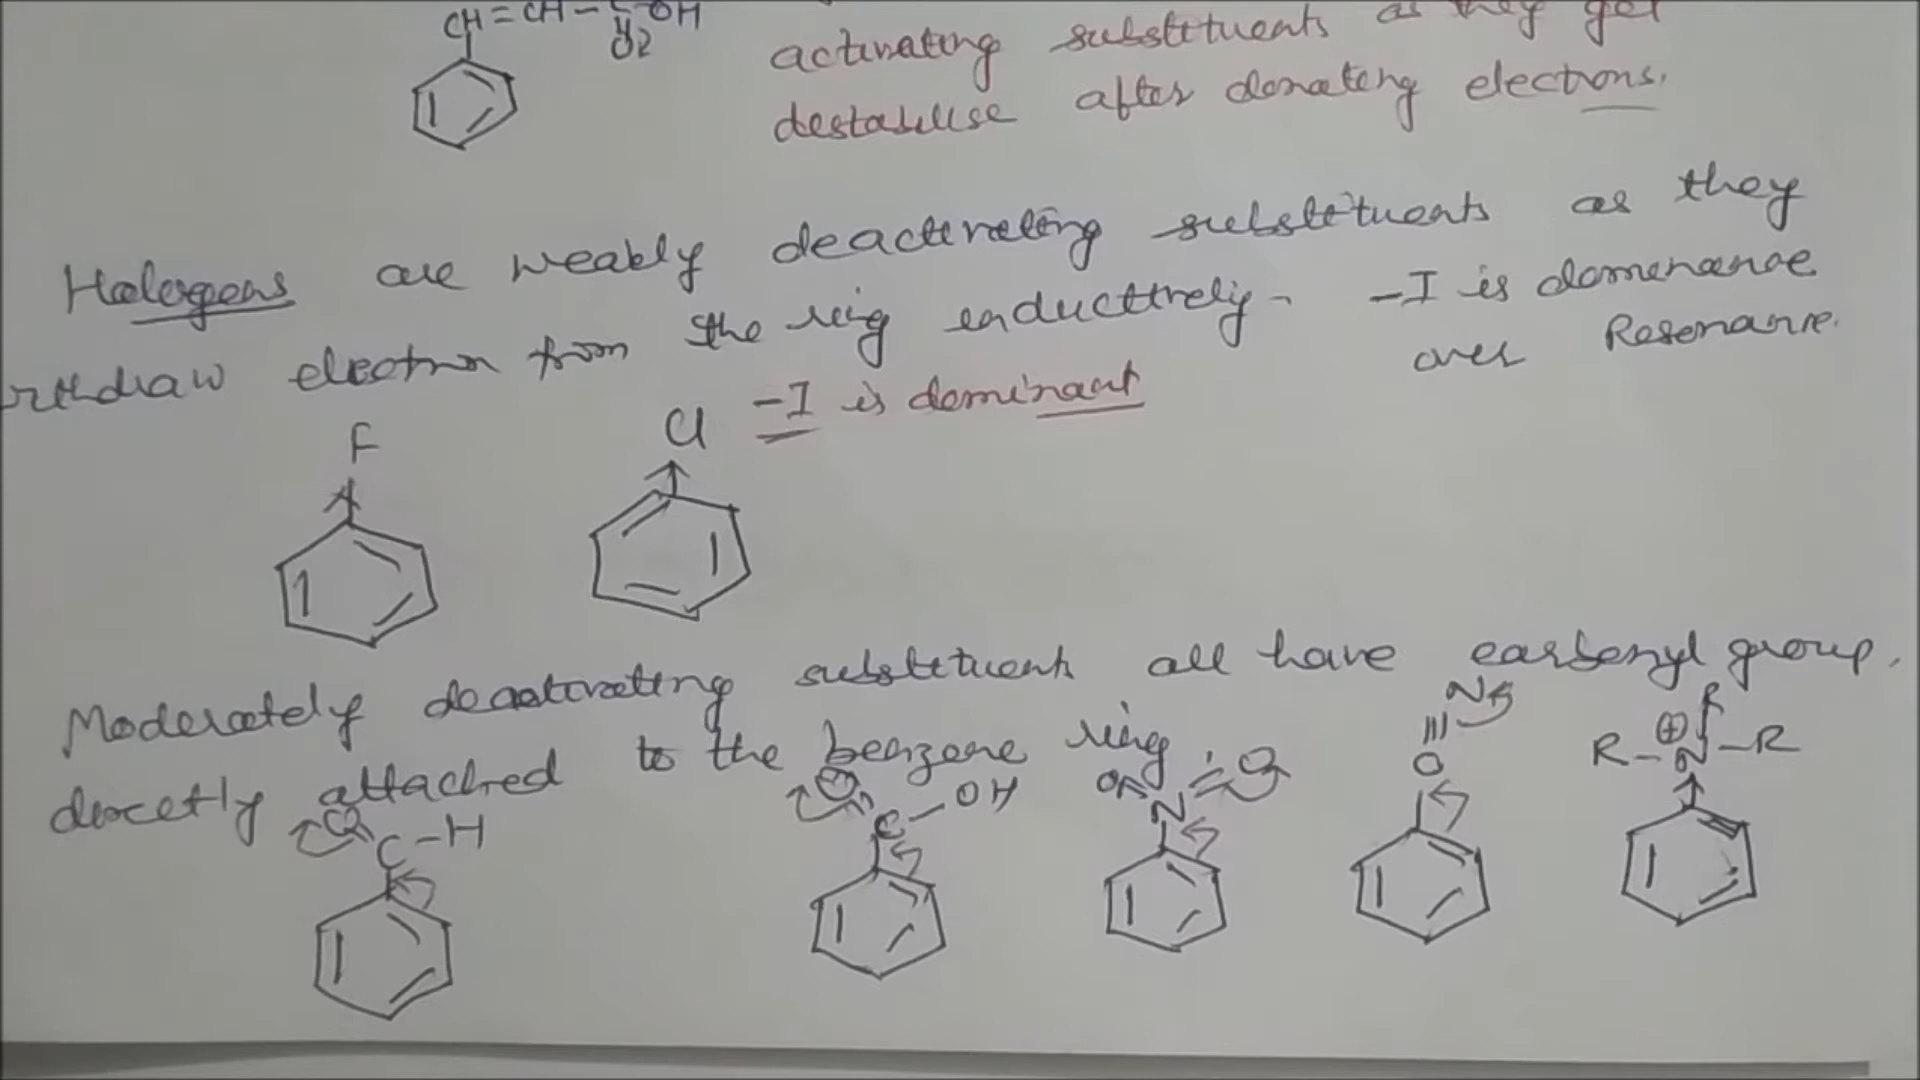 CH=CH-C-OH
O2
activating substituents as they get
destabilise after donating electrons.
Halogens are weakly deactivating substituents as they
withdraw electron from the ring inductively - -I is dominance
over Resonance.
-I is dominant
F
Cl
Moderately deactivating substituent all have carbonyl group.
directly attached to the benzene ring
O
C-H
O
C-OH
O
N
O
N
O
R
R-N-R